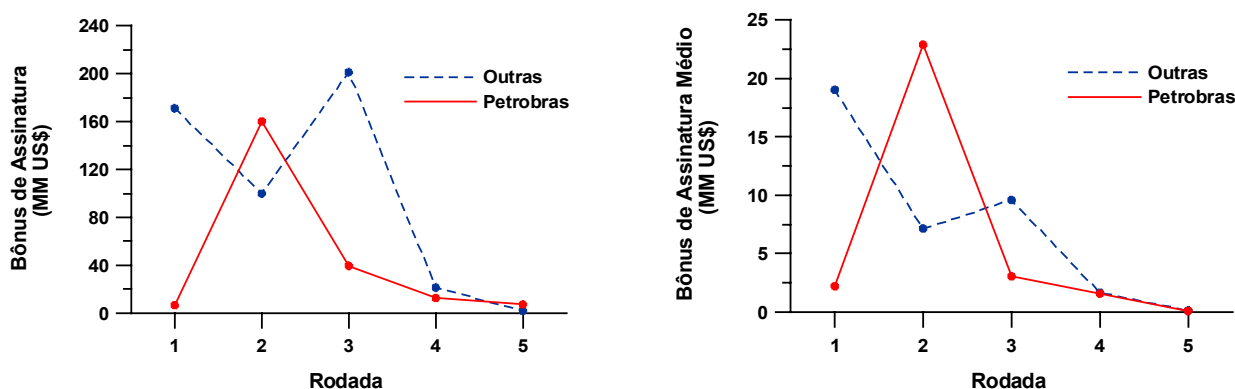 Bônus de Assinatura
(MM US$)
240
200
160
120
80
40
0
Outras
Petrobras
1 2 3 4 5
Rodada
Bônus de Assinatura Médio
(MM US$)
25
20
15
10
5
0
Outras
Petrobras
1 2 3 4 5
Rodada